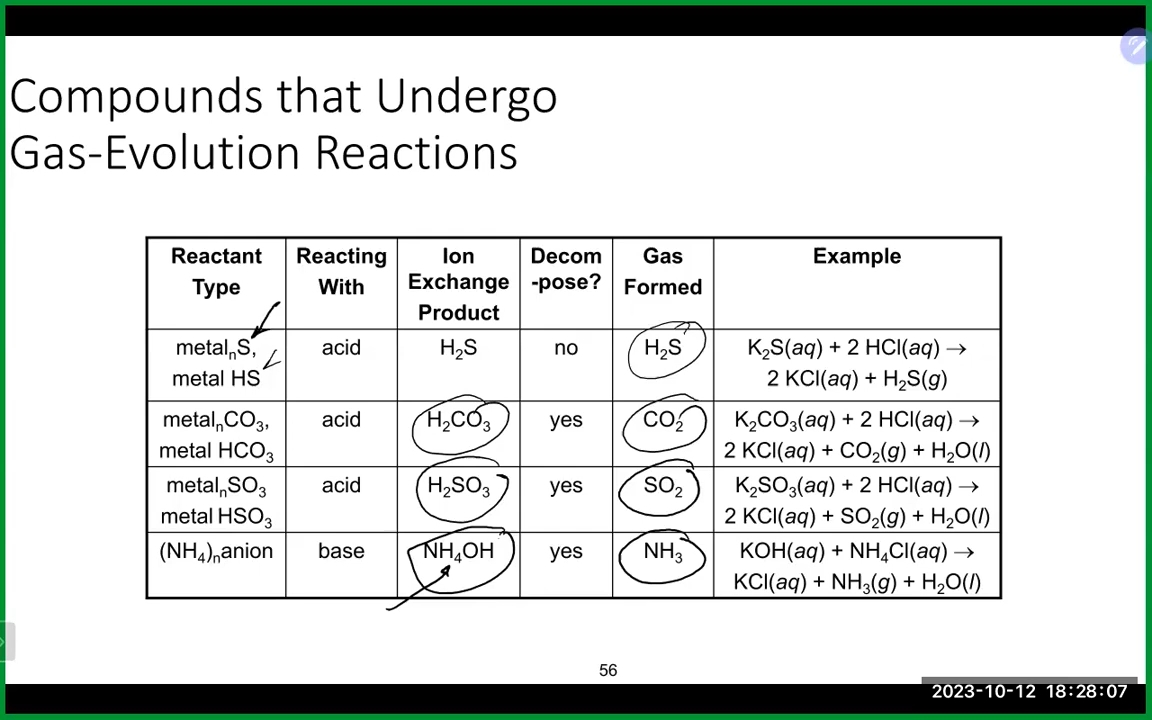 Compounds that Undergo
Gas-Evolution Reactions
Reactant
Type
Reacting
With
Ion
Exchange
Product
Decom
-pose?
Gas
Formed
Example
metalₙS,
metal HS
acid
H₂S
no
H₂S
K₂S(aq) + 2 HCl(aq) →
2 KCl(aq) + H₂S(g)
metalₙCO₃,
metal HCO₃
acid
H₂CO₃
yes
CO₂
K₂CO₃(aq) + 2 HCl(aq) →
2 KCl(aq) + CO₂(g) + H₂O(l)
metalₙSO₃
metal HSO₃
acid
H₂SO₃
yes
SO₂
K₂SO₃(aq) + 2 HCl(aq) →
2 KCl(aq) + SO₂(g) + H₂O(l)
(NH₄)ₙanion
base
NH₄OH
yes
NH₃
KOH(aq) + NH₄Cl(aq) →
KCl(aq) + NH₃(g) + H₂O(l)
56
2023-10-12 18:28:07